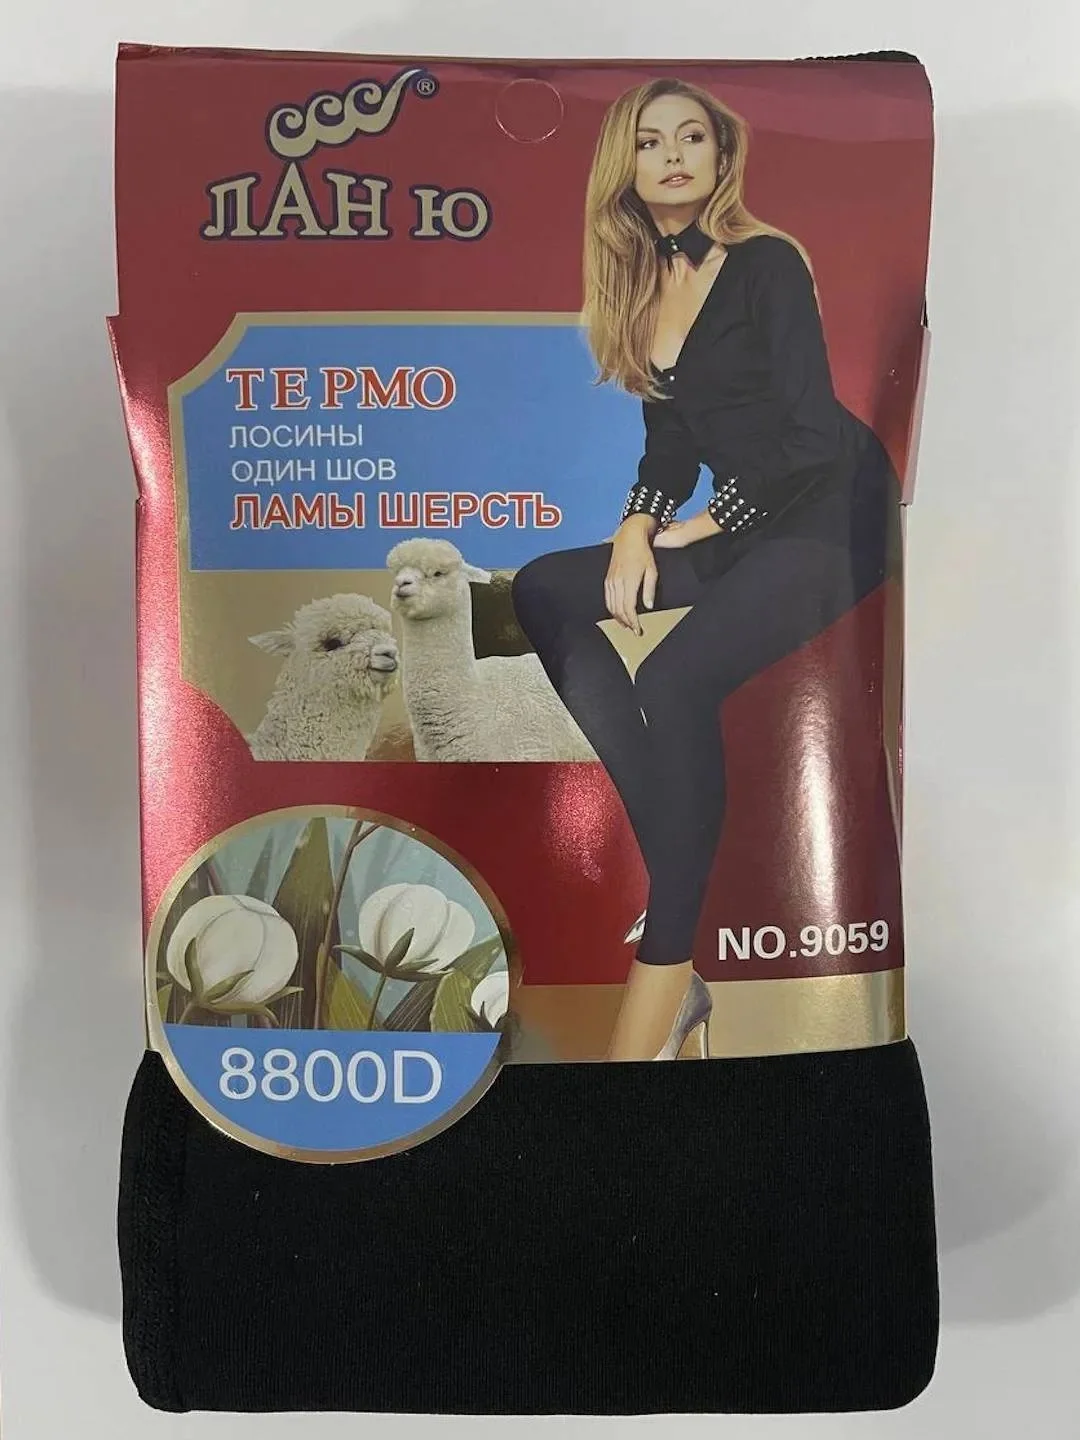 ®
ЛАН Ю
ТЕРМО
ЛОСИНЫ
ОДИН ШОВ
ЛАМЫ ШЕРСТЬ
NO.9059
8800D